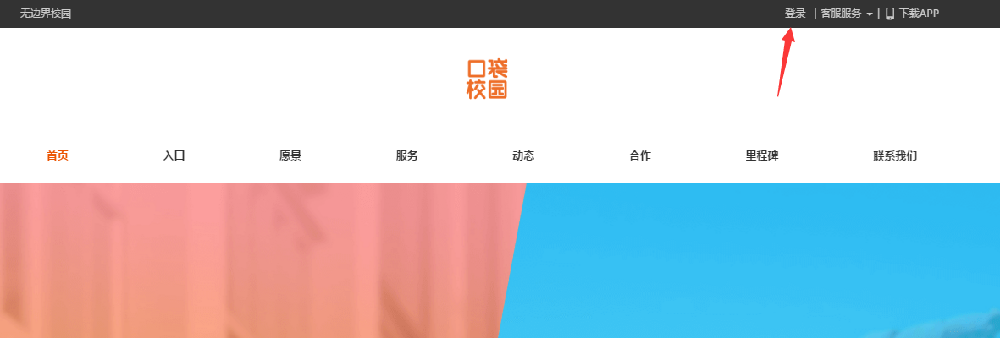 无边界校园
登录 | 客服服务 | 下载APP
口袋
校园
首页 入口 愿景 服务 动态 合作 里程碑 联系我们